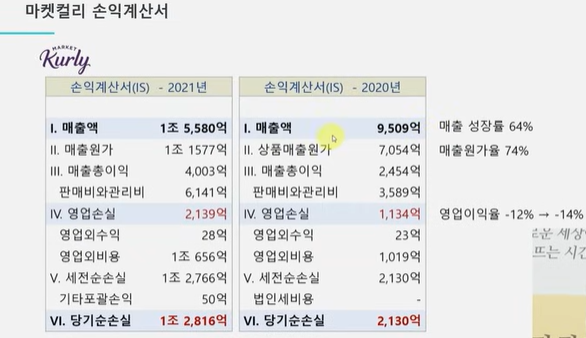 마켓컬리 손익계산서
MARKET
Kurly
손익계산서(IS) - 2021년 손익계산서(IS) - 2020년
I. 매출액 1조 5,580억 I. 매출액 9,509억 매출 성장률 64%
II. 매출원가 1조 1577억 II. 상품매출원가 7,054억 매출원가율 74%
III. 매출총이익 4,003억 III. 매출총이익 2,454억
판매비와관리비 6,141억 판매비와관리비 3,589억
IV. 영업손실 2,139억 IV. 영업손실 1,134억 영업이익율 -12% → -14%
영업외수익 28억 영업외수익 23억
영업외비용 1조 656억 영업외비용 1,019억
V. 세전순손실 1조 2,766억 V. 세전순손실 2,130억
기타포괄손익 50억 법인세비용 -
VI. 당기순손실 1조 2,816억 VI. 당기순손실 2,130억
뜨는 시간